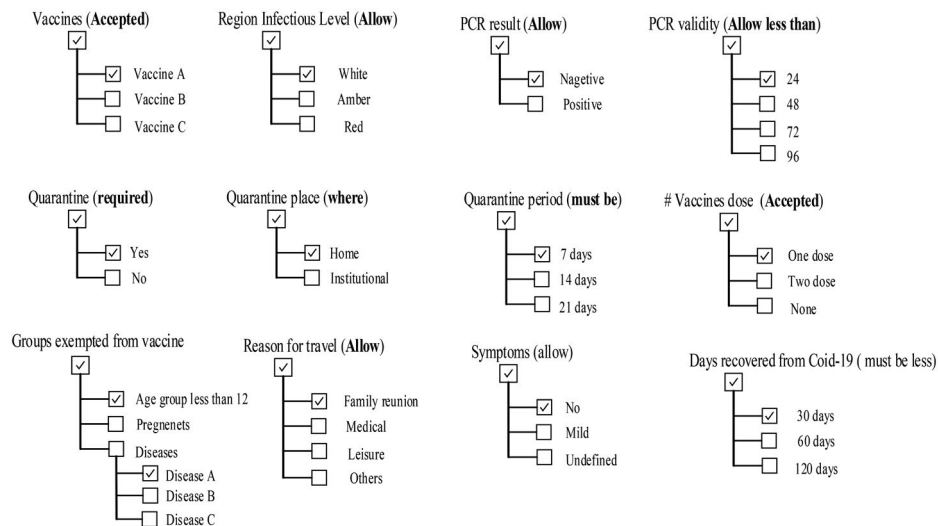 Vaccines (Accepted)
Vaccine A
Vaccine B
Vaccine C
Region Infectious Level (Allow)
White
Amber
Red
PCR result (Allow)
Nagetive
Positive
PCR validity (Allow less than)
24
48
72
96
Quarantine (required)
Yes
No
Quarantine place (where)
Home
Institutional
Quarantine period (must be)
7 days
14 days
21 days
# Vaccines dose (Accepted)
One dose
Two dose
None
Groups exempted from vaccine
Age group less than 12
Pregnenets
Diseases
Disease A
Disease B
Disease C
Reason for travel (Allow)
Family reunion
Medical
Leisure
Others
Symptoms (allow)
No
Mild
Undefined
Days recovered from Coid-19 ( must be less)
30 days
60 days
120 days